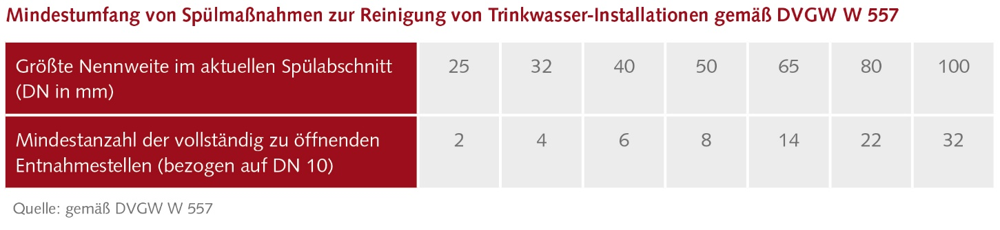 Mindestumfang von Spülmaßnahmen zur Reinigung von Trinkwasser-Installationen gemäß DVGW W 557
Größte Nennweite im aktuellen Spülabschnitt 25 32 40 50 65 80 100
(DN in mm)
Mindestanzahl der vollständig zu öffnenden 2 4 6 8 14 22 32
Entnahmestellen (bezogen auf DN 10)
Quelle: gemäß DVGW W 557